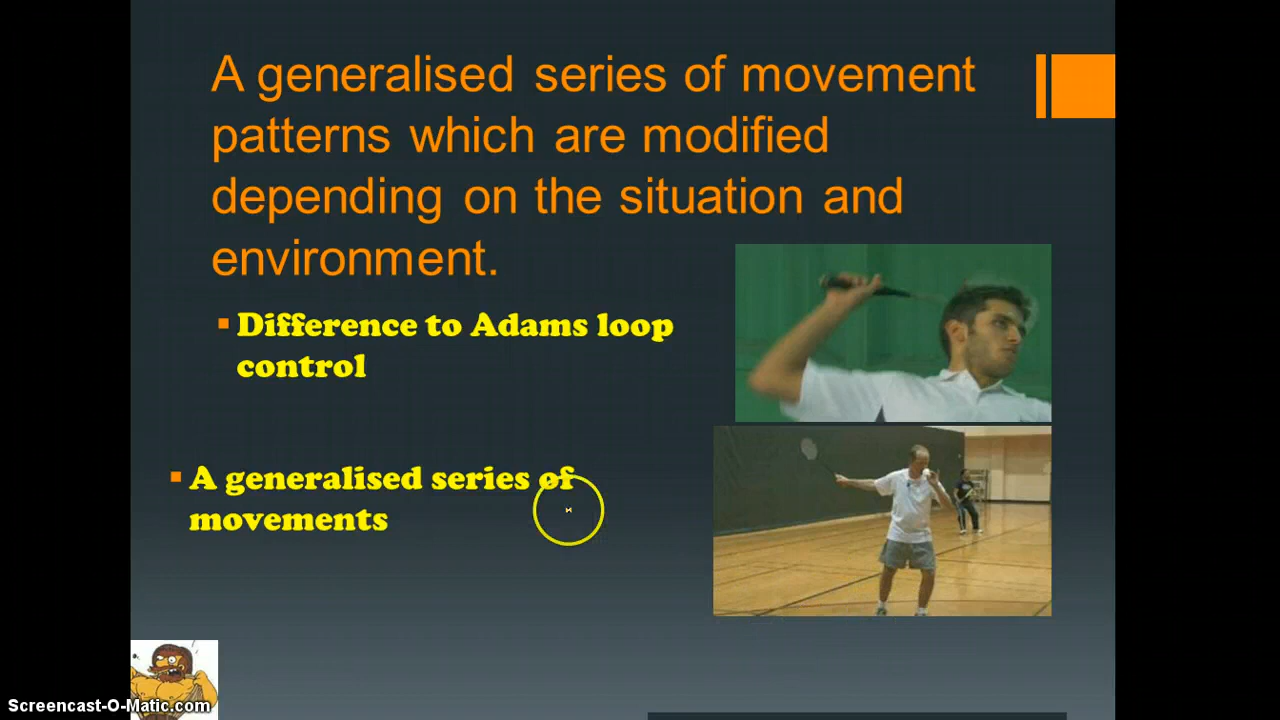 A generalised series of movement
patterns which are modified
depending on the situation and
environment.
Difference to Adams loop
control
A generalised series of
movements
Screencast-O-Matic.com